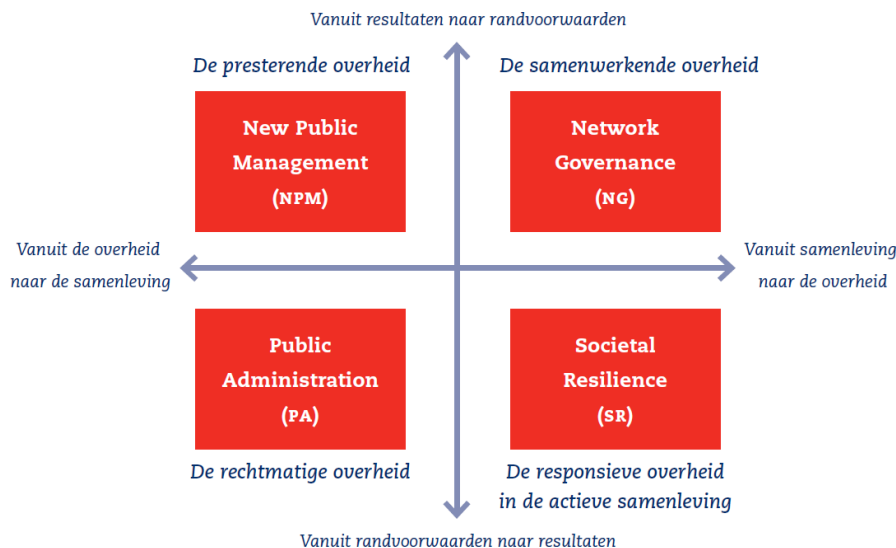 Vanuit resultaten naar randvoorwaarden
De presterende overheid
De samenwerkende overheid
New Public
Management
(NPM)
Network
Governance
(NG)
Vanuit de overheid
naar de samenleving
Vanuit samenleving
naar de overheid
Public
Administration
(PA)
Societal
Resilience
(SR)
De rechtmatige overheid
De responsieve overheid
in de actieve samenleving
Vanuit randvoorwaarden naar resultaten